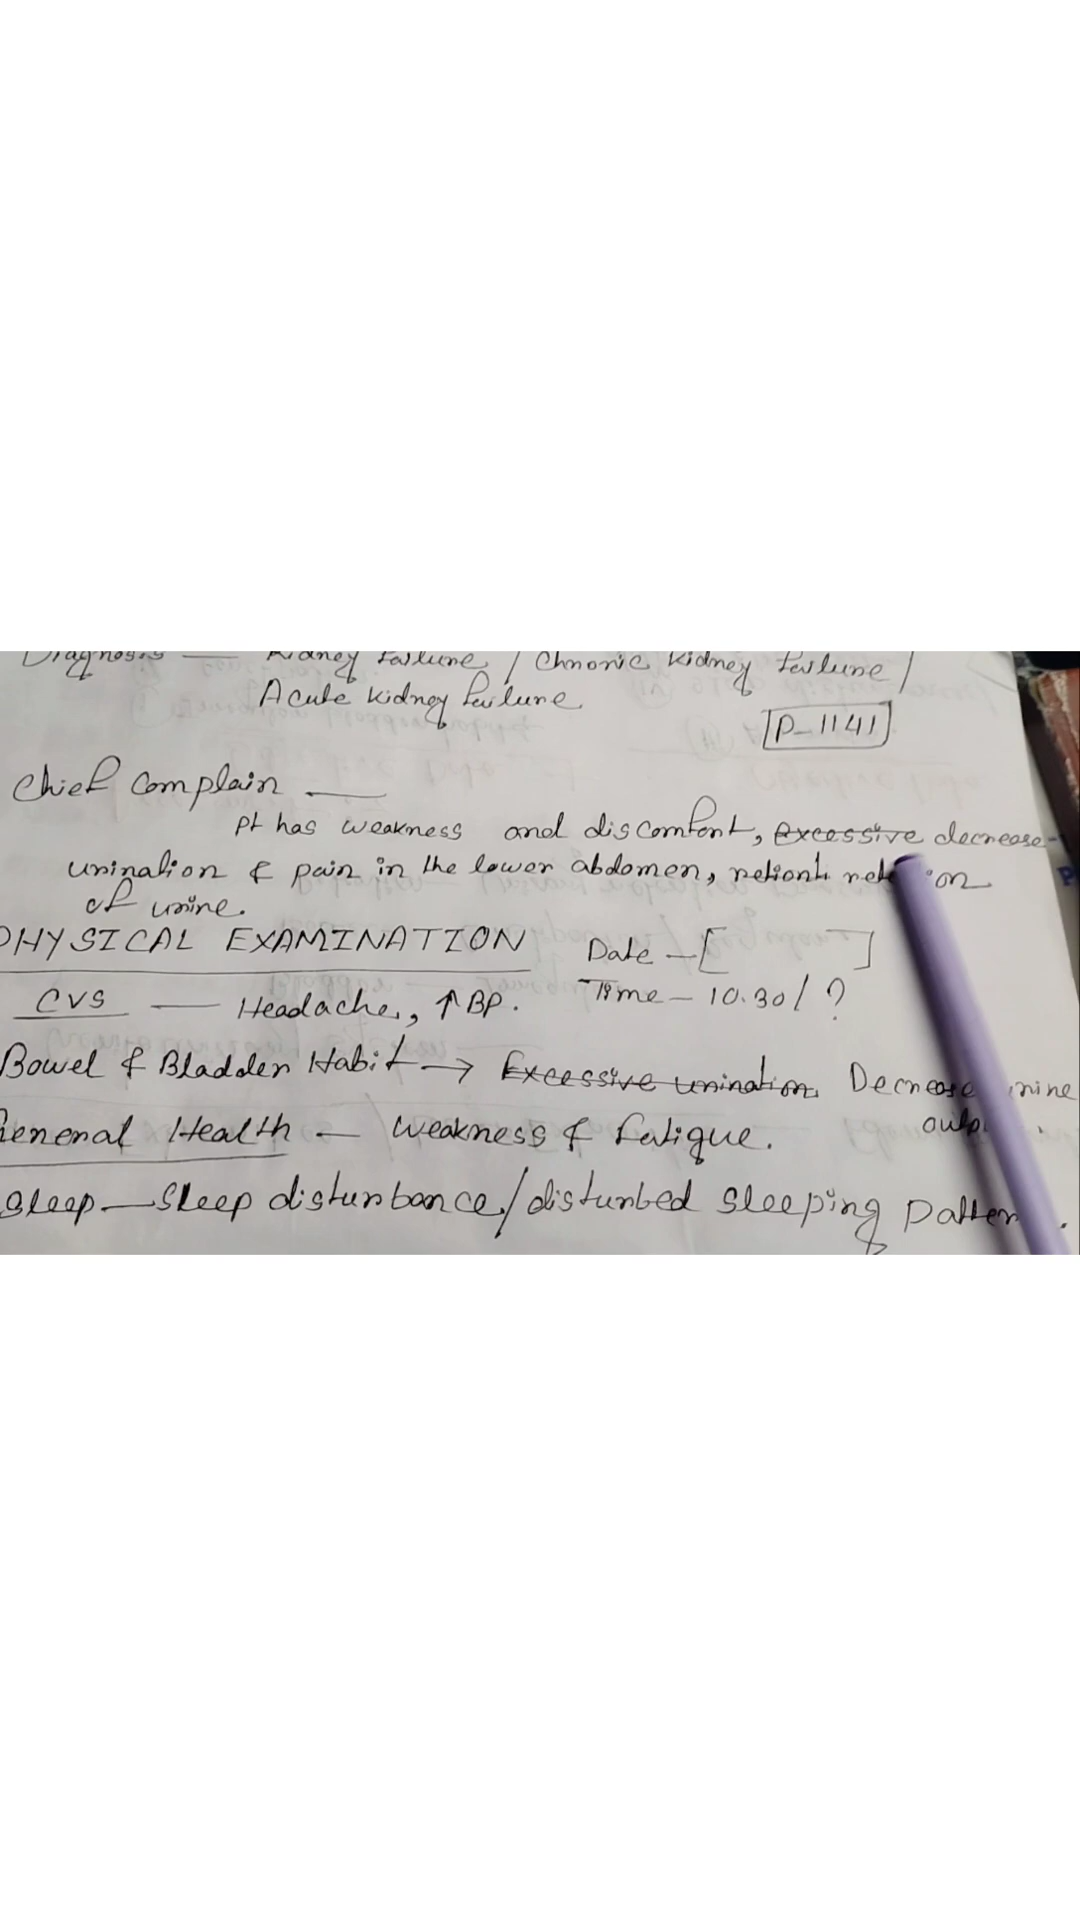 Diagnosis — Kidney Failure / Chronic Kidney Failure /
Acute Kidney Failure
P-1141
Chief Complain —
Pt has weakness and discomfort, excessive decrease-
urination & pain in the lower abdomen,
of urine.
PHYSICAL EXAMINATION Date - [ ]
Time - 10.30/?
CVS — Headache, ↑ BP.
Bowel & Bladder Habit → Excessive urination. Decrease
General Health — Weakness & Fatigue.
Sleep — Sleep disturbance/disturbed sleeping